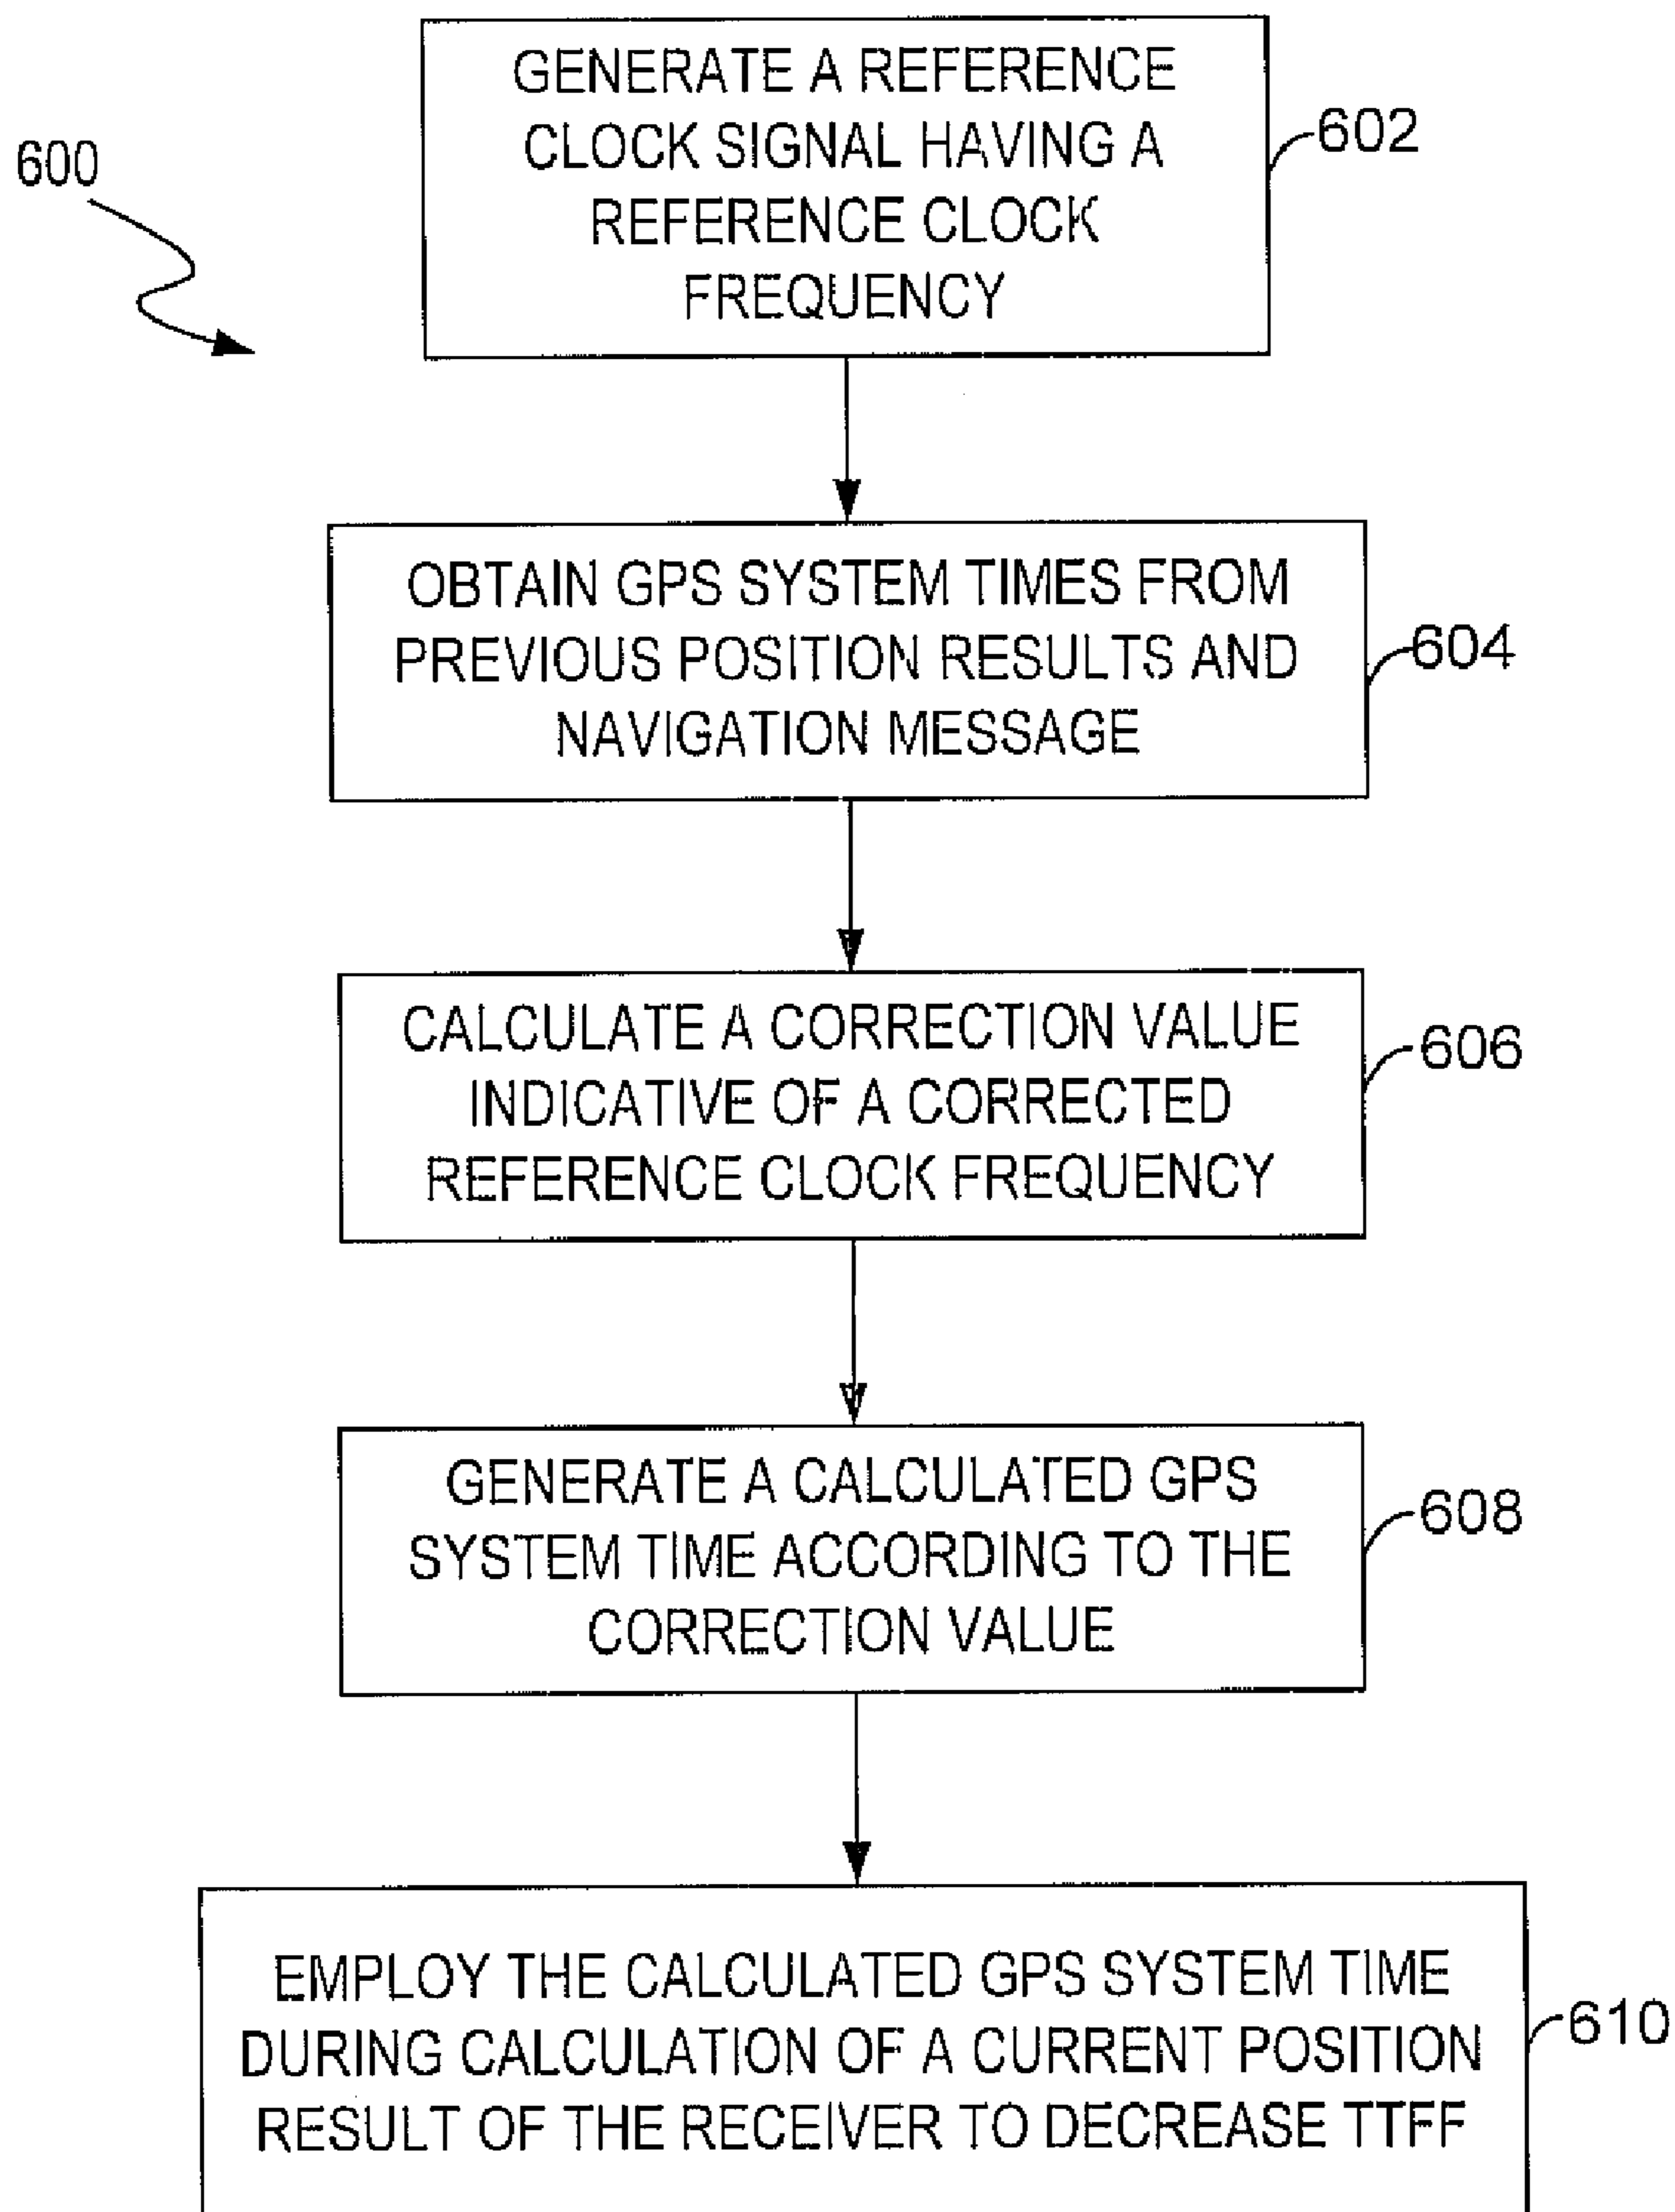 600
GENERATE A REFERENCE
CLOCK SIGNAL HAVING A
REFERENCE CLOCK
FREQUENCY
602
OBTAIN GPS SYSTEM TIMES FROM
PREVIOUS POSITION RESULTS AND
NAVIGATION MESSAGE
604
CALCULATE A CORRECTION VALUE
INDICATIVE OF A CORRECTED
REFERENCE CLOCK FREQUENCY
606
GENERATE A CALCULATED GPS
SYSTEM TIME ACCORDING TO THE
CORRECTION VALUE
608
EMPLOY THE CALCULATED GPS SYSTEM TIME
DURING CALCULATION OF A CURRENT POSITION
RESULT OF THE RECEIVER TO DECREASE TTFF
610